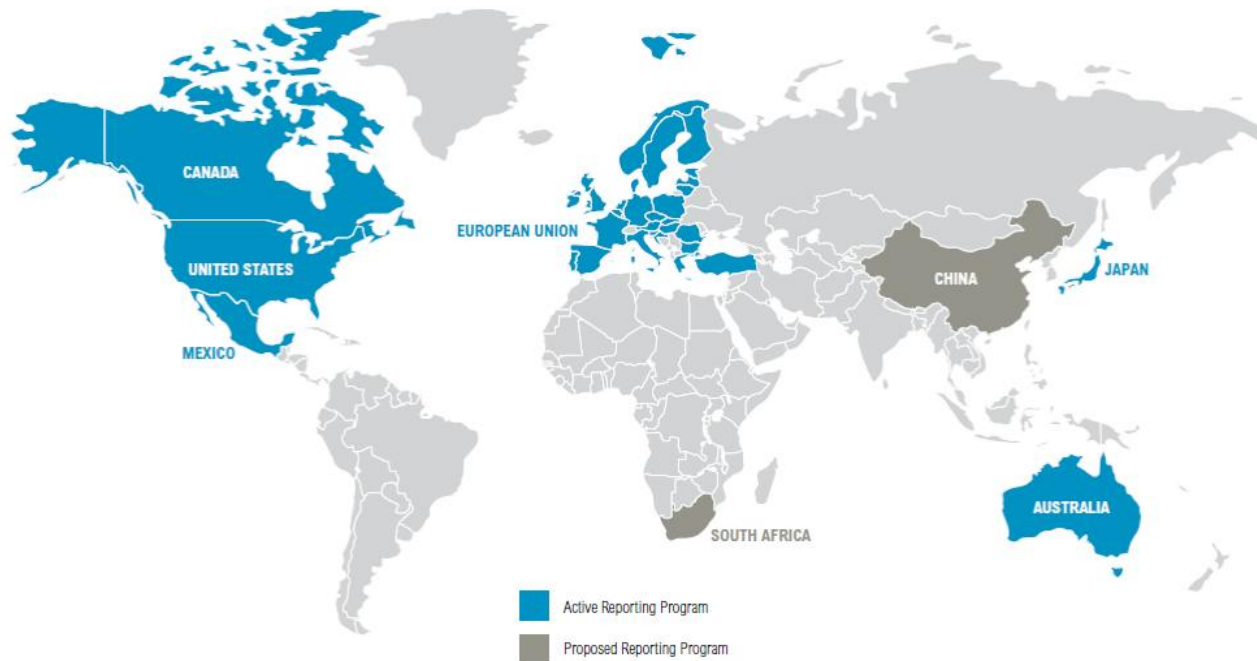 CANADA
EUROPEAN UNION
UNITED STATES
CHINA
JAPAN
MEXICO
AUSTRALIA
SOUTH AFRICA
Active Reporting Program
Proposed Reporting Program